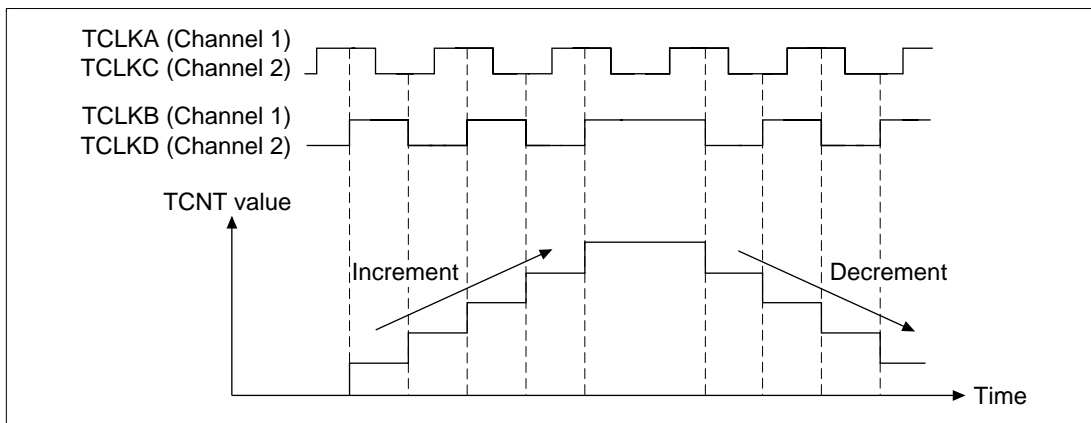 TCLKA (Channel 1)
TCLKC (Channel 2)
TCLKB (Channel 1)
TCLKD (Channel 2)
TCNT value
Increment
Decrement
Time